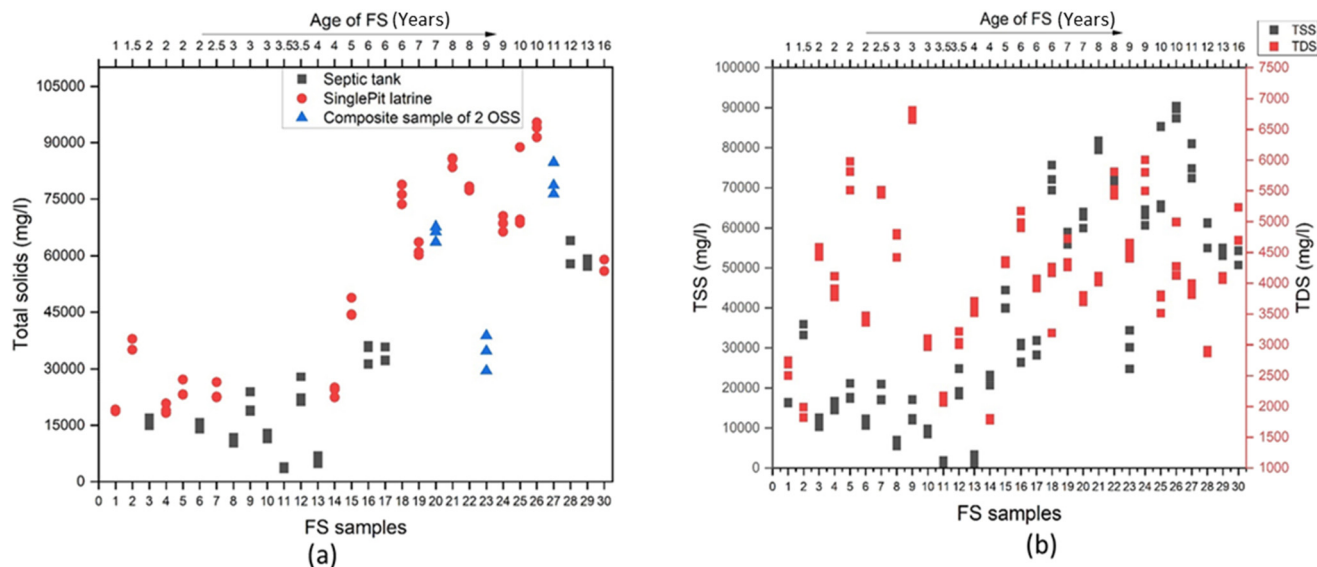 Age of FS (Years)
1 1.5 2 2 2 2 2.5 3 3 3 3.5 3.5 4 4 5 6 6 6 7 7 8 8 9 9 10 10 11 12 12 16
Septic tank
SinglePit latrine
Composite sample of 2 OSS
Total solids (mg/l)
105000
90000
75000
60000
45000
30000
15000
0
0 1 2 3 4 5 6 7 8 9 10 11 12 13 14 15 16 17 18 19 20 21 22 23 24 25 26 27 28 29 30
FS samples
(a)
Age of FS (Years)
1 1.5 2 2 2 2 2.5 3 3 3 3.5 3.5 4 4 5 6 6 6 7 7 8 8 9 9 10 10 11 12 12 16
TSS
TDS
TSS (mg/l)
100000
90000
80000
70000
60000
50000
40000
30000
20000
10000
0
7500
7000
6500
6000
5500
5000
4500
4000
3500
3000
2500
2000
1500
1000
TDS (mg/l)
1 2 3 4 5 6 7 8 9 10 11 12 13 14 15 16 17 18 19 20 21 22 23 24 25 26 27 28 29 30
FS samples
(b)